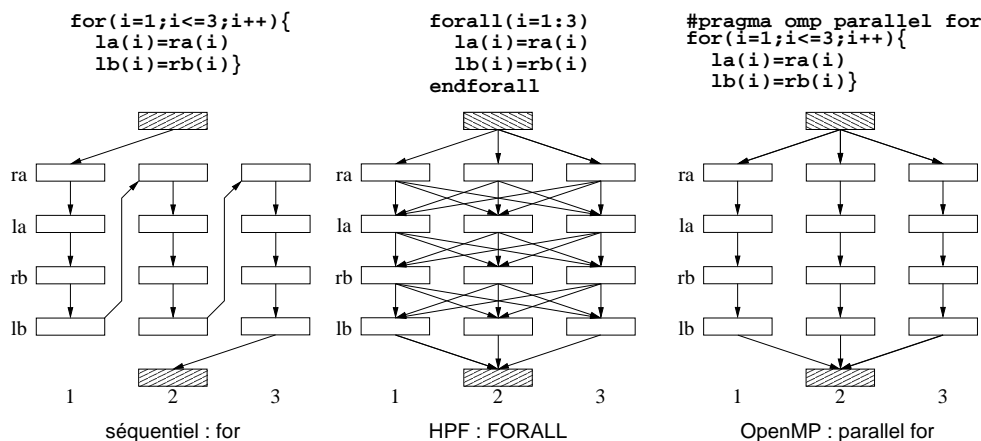 for(i=1;i<=3;i++){
la(i)=ra(i)
lb(i)=rb(i)}
forall(i=1:3)
la(i)=ra(i)
lb(i)=rb(i)
endforall
#pragma omp parallel for
for(i=1;i<=3;i++){
la(i)=ra(i)
lb(i)=rb(i)}
ra
la
rb
lb
1 2 3
séquentiel : for
ra
la
rb
lb
1 2 3
HPF : FORALL
ra
la
rb
lb
1 2 3
OpenMP : parallel for